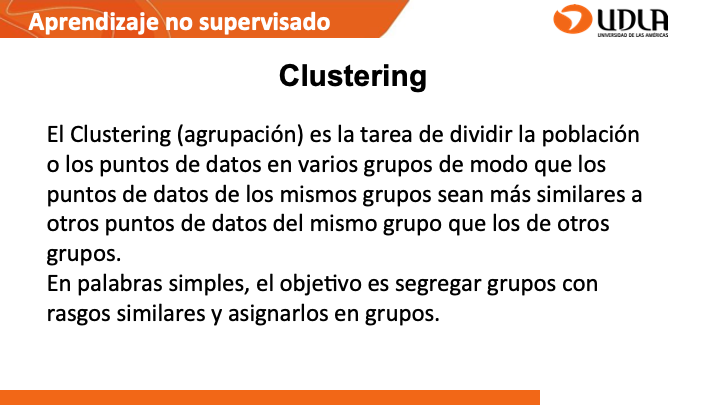 Aprendizaje no supervisado
UDLA
UNIVERSIDAD DE LAS AMÉRICAS
Clustering
El Clustering (agrupación) es la tarea de dividir la población
o los puntos de datos en varios grupos de modo que los
puntos de datos de los mismos grupos sean más similares a
otros puntos de datos del mismo grupo que los de otros
grupos.
En palabras simples, el objetivo es segregar grupos con
rasgos similares y asignarlos en grupos.